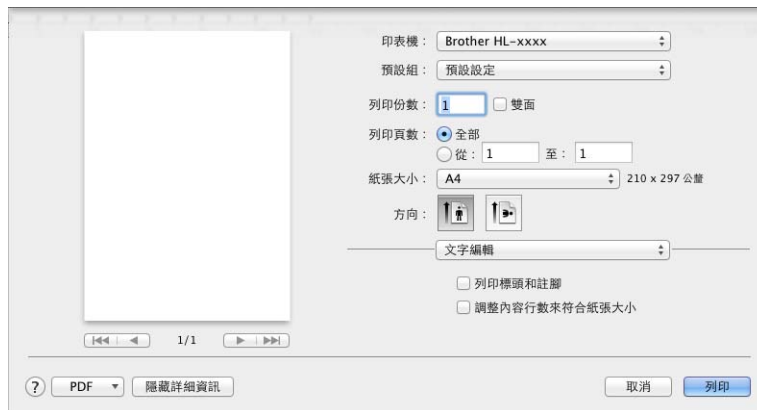 印表機： Brother HL-xxxx
預設組： 預設設定
列印份數： 1 雙面
列印頁數： 全部
從： 1 至： 1
紙張大小： A4 210 x 297 公釐
方向：
文字編輯
列印標頭和註腳
調整內容行數來符合紙張大小
1/1
? PDF 隱藏詳細資訊 取消 列印